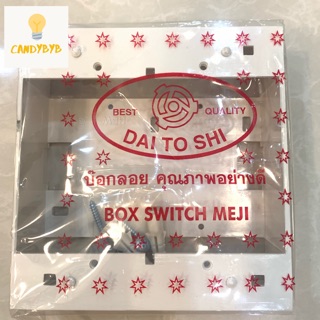 CANDYBYB
BEST QUALITY
DAI TO SHI
บ๊อกลอย คุณภาพอย่างดี
BOX SWITCH MEJI